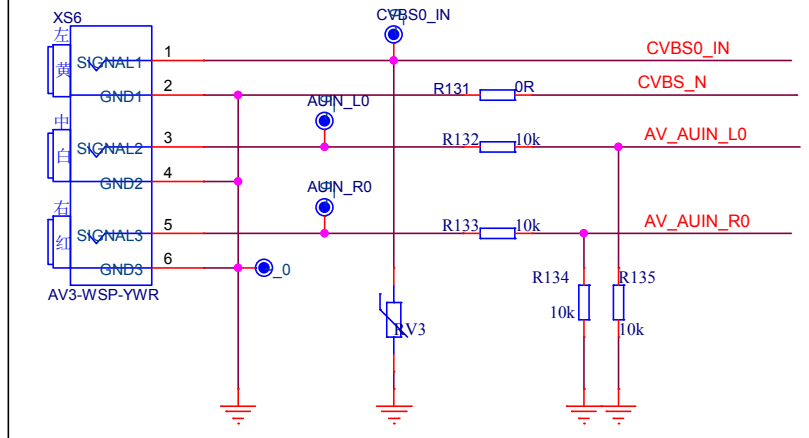 XS6
CVBS0_IN
左
SIGNAL1
1
CVBS0_IN
黄
GND1
2
R131
0R
CVBS_N
中
AUIN_L0
SIGNAL2
3
R132
10k
AV_AUIN_L0
白
GND2
4
右
AUIN_R0
SIGNAL3
5
R133
10k
AV_AUIN_R0
红
GND3
6
_0
AV3-WSP-YWR
RV3
R134
R135
10k
10k